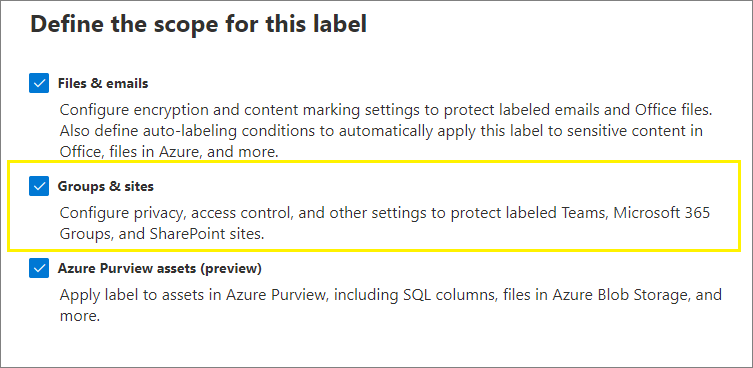 Define the scope for this label
Files & emails
Configure encryption and content marking settings to protect labeled emails and Office files.
Also define auto-labeling conditions to automatically apply this label to sensitive content in
Office, files in Azure, and more.
Groups & sites
Configure privacy, access control, and other settings to protect labeled Teams, Microsoft 365
Groups, and SharePoint sites.
Azure Purview assets (preview)
Apply label to assets in Azure Purview, including SQL columns, files in Azure Blob Storage, and
more.